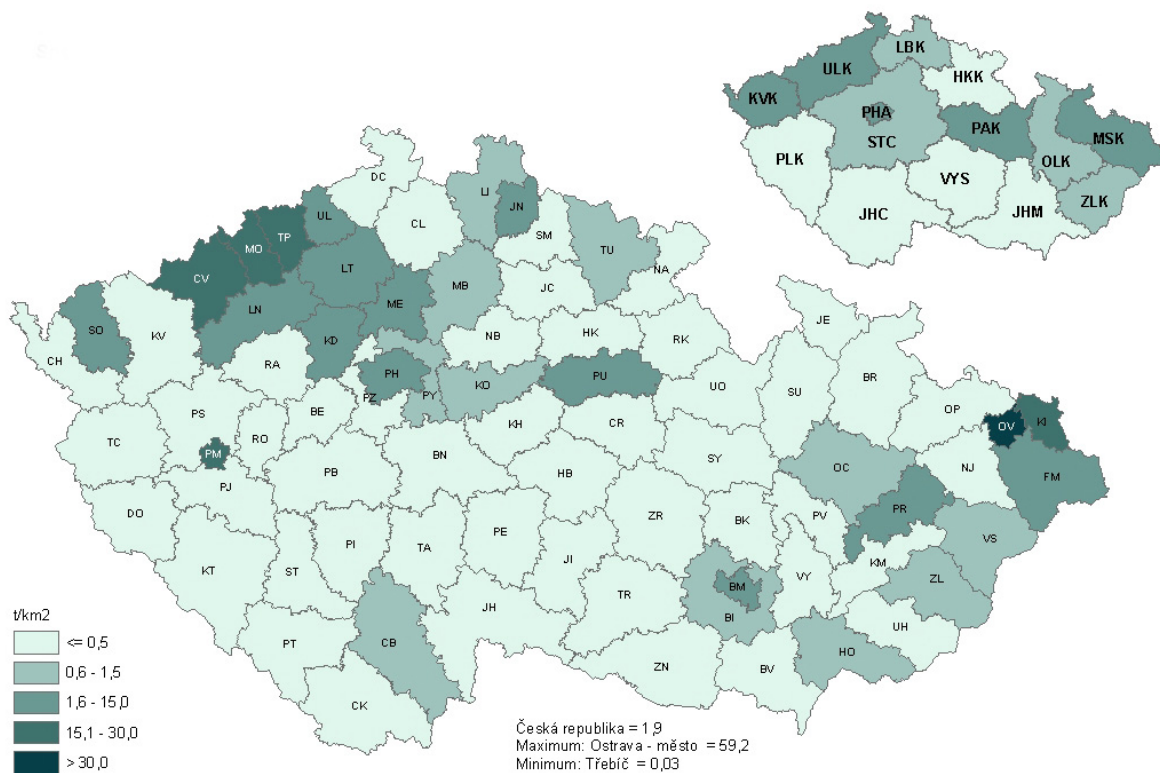 LBK
ULK
HKK
KVK
PHA
PAK
MSK
STC
OLK
PLK
VYS
ZLK
JHC
JHM
DC
LI
JN
UL
TP
MO
CL
SM
TU
CV
LT
NA
MB
JC
LN
ME
SO
KV
KD
NB
HK
RK
JE
CH
RA
PH
KO
PU
BR
PZ
PY
UO
SU
PS
BE
OP
TC
RO
KH
CR
OV
KI
PM
BN
SY
OC
NJ
FM
PB
HB
PJ
DO
PR
PE
ZR
BK
PV
VS
KT
ST
PI
TA
JI
KM
VY
ZL
TR
BM
JH
BI
PT
CB
UH
HO
ZN
BV
CK
t/km2
<= 0,5
0,6 - 1,5
1,6 - 15,0
15,1 - 30,0
> 30,0
Česká republika = 1,9
Maximum: Ostrava - město = 59,2
Minimum: Třebíč = 0,03